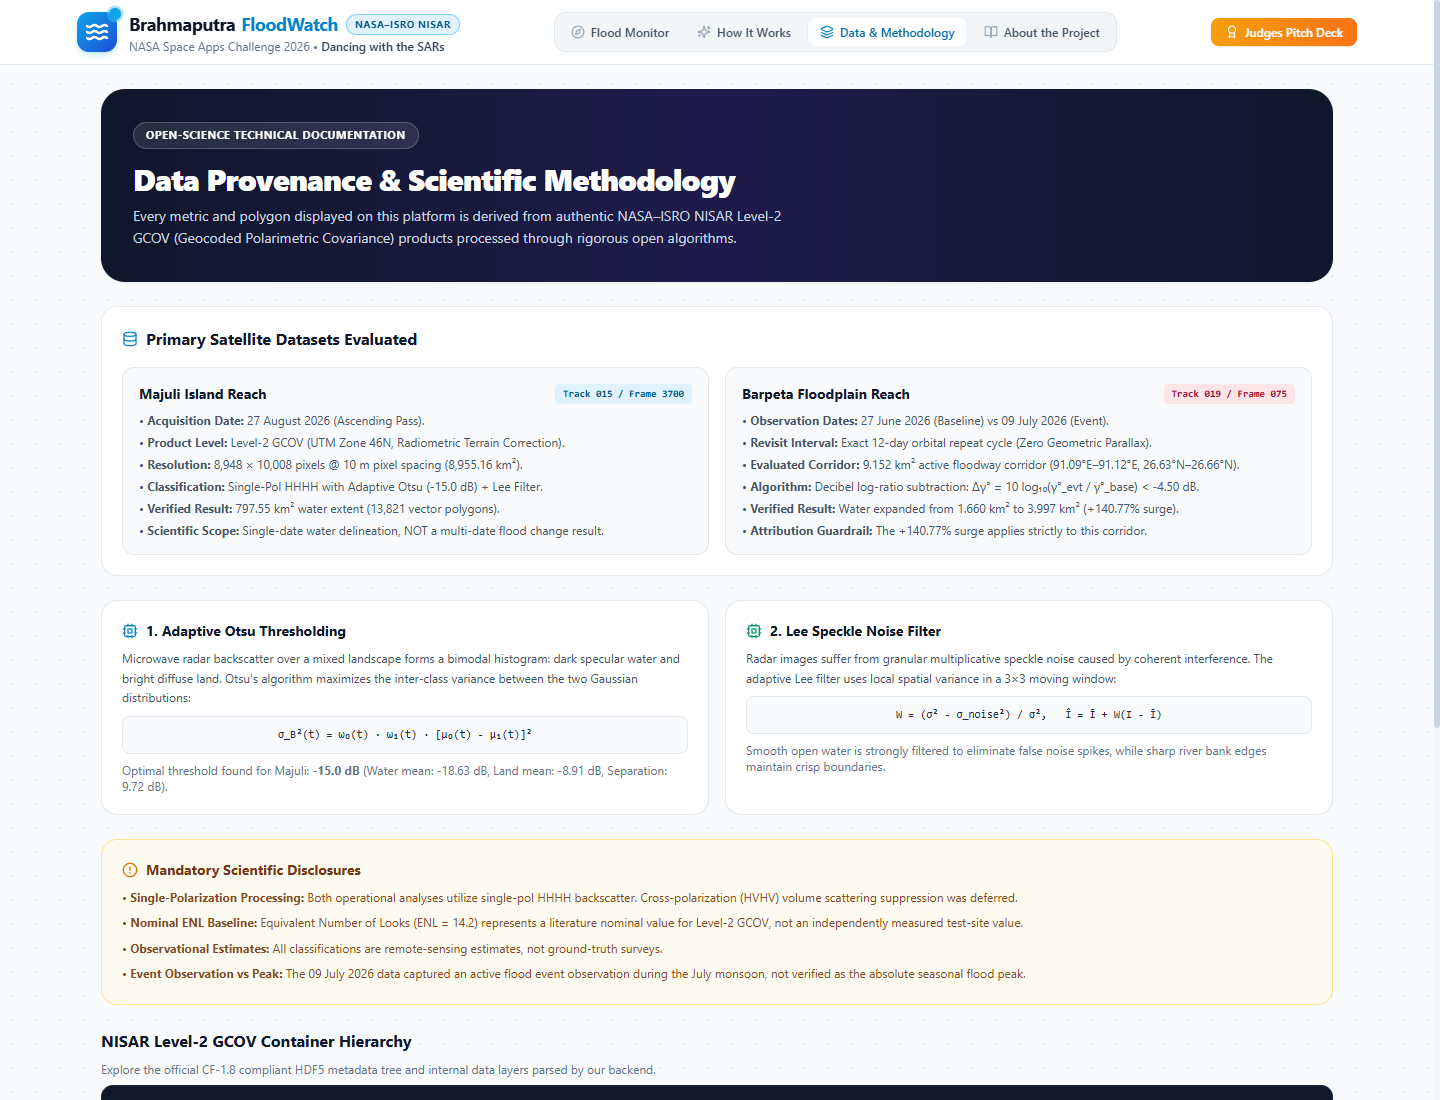 Brahmaputra FloodWatch NASA–ISRO NISAR
NASA Space Apps Challenge 2026 • Dancing with the SARs
Flood Monitor
How It Works
Data & Methodology
About the Project
Judges Pitch Deck
OPEN-SCIENCE TECHNICAL DOCUMENTATION
Data Provenance & Scientific Methodology
Every metric and polygon displayed on this platform is derived from authentic NASA–ISRO NISAR Level-2
GCOV (Geocoded Polarimetric Covariance) products processed through rigorous open algorithms.
Primary Satellite Datasets Evaluated
Majuli Island Reach
Track 015 / Frame 3700
• Acquisition Date: 27 August 2026 (Ascending Pass).
• Product Level: Level-2 GCOV (UTM Zone 46N, Radiometric Terrain Correction).
• Resolution: 8,948 × 10,008 pixels @ 10 m pixel spacing (8,955.16 km²).
• Classification: Single-Pol HHHH with Adaptive Otsu (-15.0 dB) + Lee Filter.
• Verified Result: 797.55 km² water extent (13,821 vector polygons).
• Scientific Scope: Single-date water delineation, NOT a multi-date flood change result.
Barpeta Floodplain Reach
Track 019 / Frame 075
• Observation Dates: 27 June 2026 (Baseline) vs 09 July 2026 (Event).
• Revisit Interval: Exact 12-day orbital repeat cycle (Zero Geometric Parallax).
• Evaluated Corridor: 9.152 km² active floodway corridor (91.09°E–91.12°E, 26.63°N–26.66°N).
• Algorithm: Decibel log-ratio subtraction: Δγ° = 10 log₁₀(γ°_evt / γ°_base) < -4.50 dB.
• Verified Result: Water expanded from 1.660 km² to 3.997 km² (+140.77% surge).
• Attribution Guardrail: The +140.77% surge applies strictly to this corridor.
1. Adaptive Otsu Thresholding
Microwave radar backscatter over a mixed landscape forms a bimodal histogram: dark specular water and
bright diffuse land. Otsu's algorithm maximizes the inter-class variance between the two Gaussian
distributions:
σ_B²(t) = ω₀(t) · ω₁(t) · [μ₀(t) - μ₁(t)]²
Optimal threshold found for Majuli: -15.0 dB (Water mean: -18.63 dB, Land mean: -8.91 dB, Separation:
9.72 dB).
2. Lee Speckle Noise Filter
Radar images suffer from granular multiplicative speckle noise caused by coherent interference. The
adaptive Lee filter uses local spatial variance in a 3×3 moving window:
W = (σ² - σ_noise²) / σ², Î = Ī + W(I - Ī)
Smooth open water is strongly filtered to eliminate false noise spikes, while sharp river bank edges
maintain crisp boundaries.
Mandatory Scientific Disclosures
• Single-Polarization Processing: Both operational analyses utilize single-pol HHHH backscatter. Cross-polarization (HVHV) volume scattering suppression was deferred.
• Nominal ENL Baseline: Equivalent Number of Looks (ENL = 14.2) represents a literature nominal value for Level-2 GCOV, not an independently measured test-site value.
• Observational Estimates: All classifications are remote-sensing estimates, not ground-truth surveys.
• Event Observation vs Peak: The 09 July 2026 data captured an active flood event observation during the July monsoon, not verified as the absolute seasonal flood peak.
NISAR Level-2 GCOV Container Hierarchy
Explore the official CF-1.8 compliant HDF5 metadata tree and internal data layers parsed by our backend.